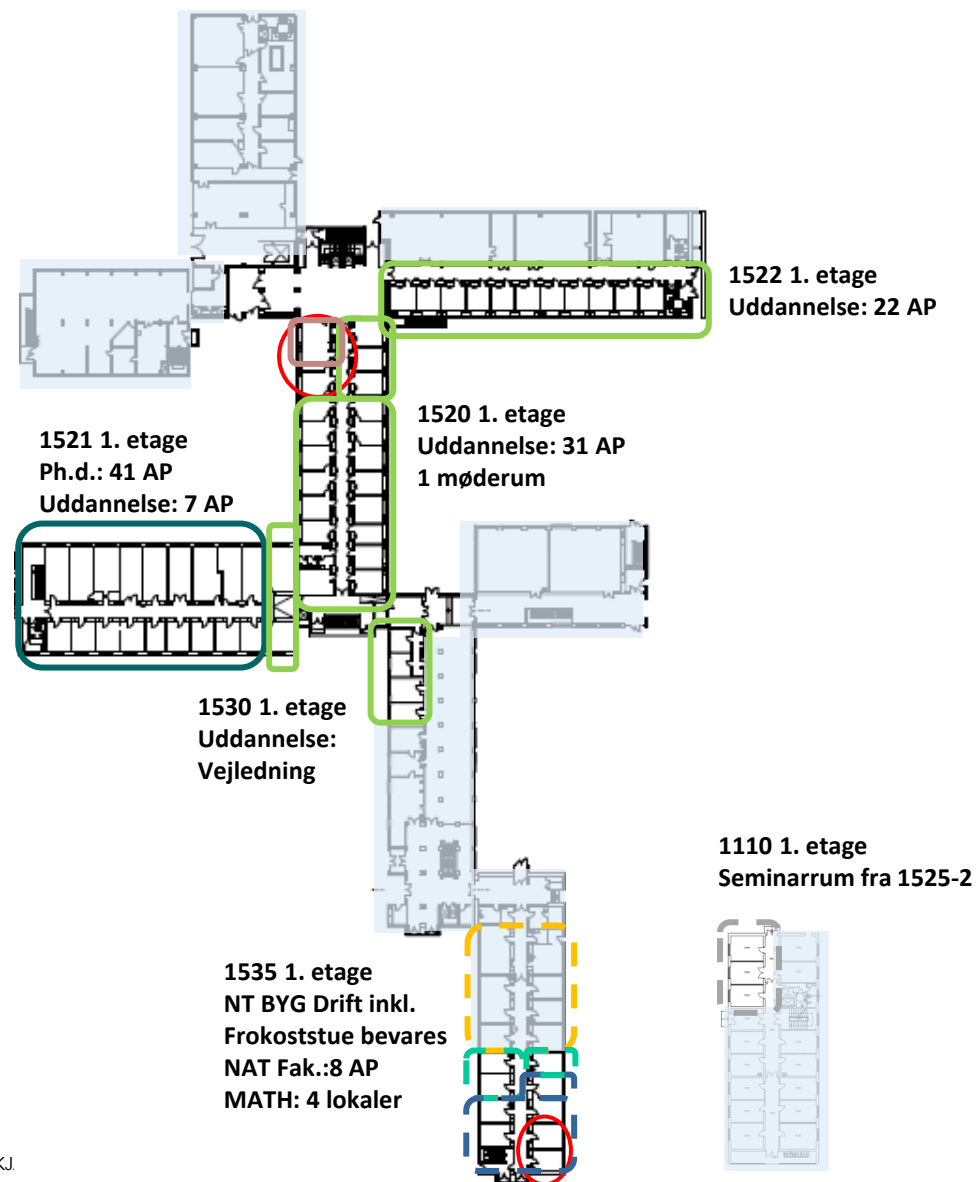 1522 1. etage
Uddannelse: 22 AP
1520 1. etage
Uddannelse: 31 AP
1 møderum
1521 1. etage
Ph.d.: 41 AP
Uddannelse: 7 AP
1530 1. etage
Uddannelse:
Vejledning
1110 1. etage
Seminarrum fra 1525-2
1535 1. etage
NT BYG Drift inkl.
Frokoststue bevares
NAT Fak.:8 AP
MATH: 4 lokaler
KJ.